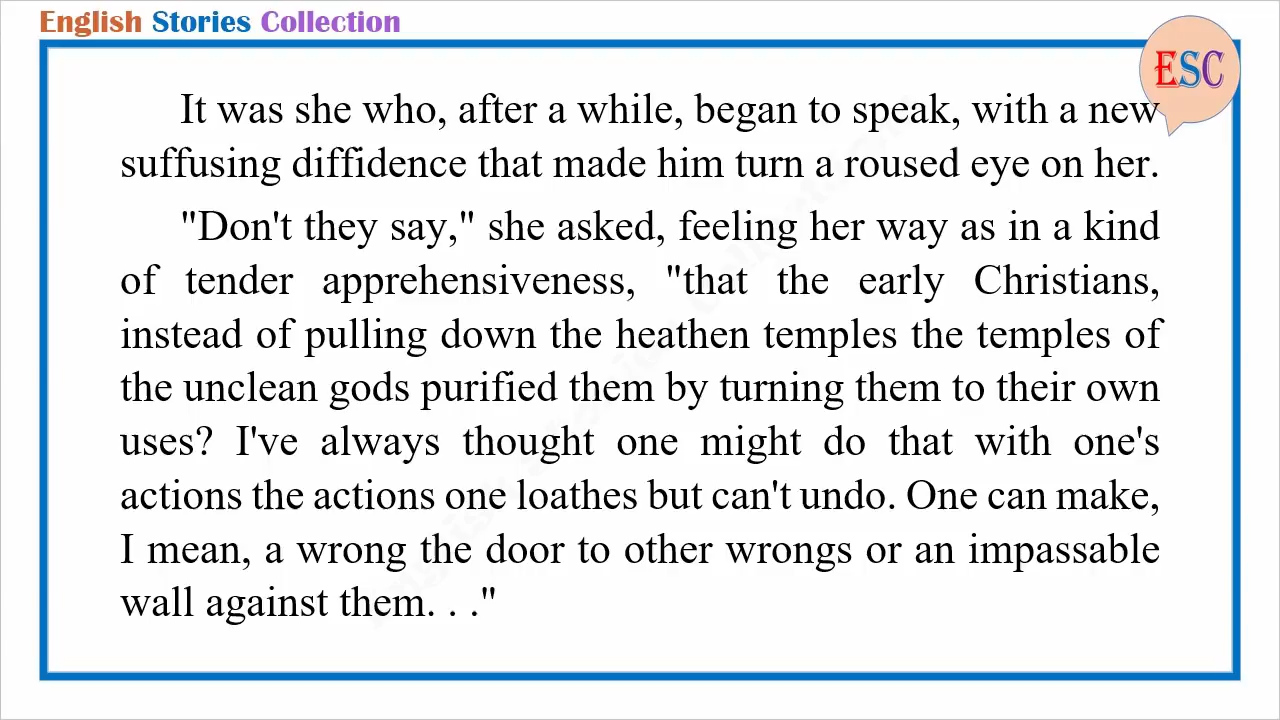 English Stories Collection
ESC
It was she who, after a while, began to speak, with a new
suffusing diffidence that made him turn a roused eye on her.
"Don't they say," she asked, feeling her way as in a kind
of tender apprehensiveness, "that the early Christians,
instead of pulling down the heathen temples the temples of
the unclean gods purified them by turning them to their own
uses? I've always thought one might do that with one's
actions the actions one loathes but can't undo. One can make,
I mean, a wrong the door to other wrongs or an impassable
wall against them. . ."